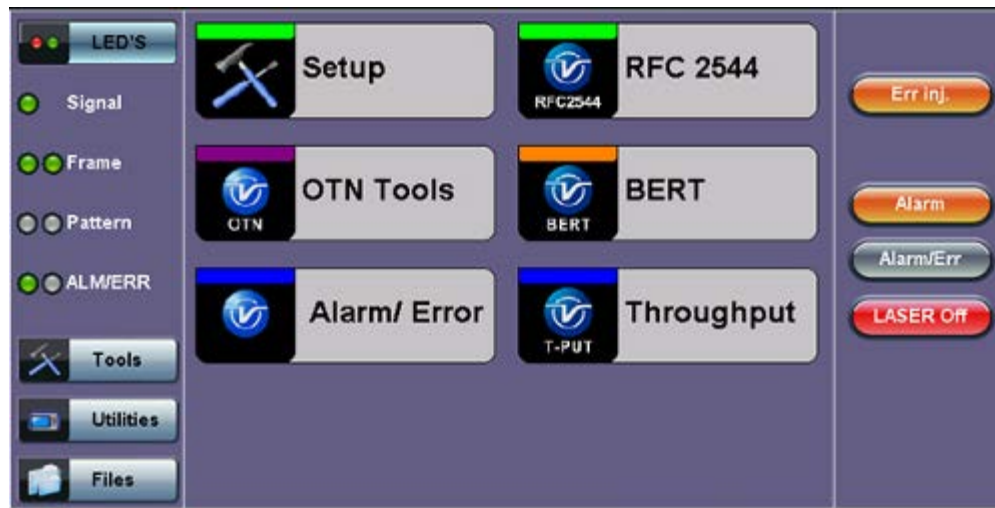 LED'S
Signal
Frame
Pattern
ALM/ERR
Tools
Utilities
Files
Setup
RFC2544
RFC 2544
OTN
OTN Tools
BERT
BERT
Alarm/ Error
T-PUT
Throughput
Err inj.
Alarm
Alarm/Err
LASER Off